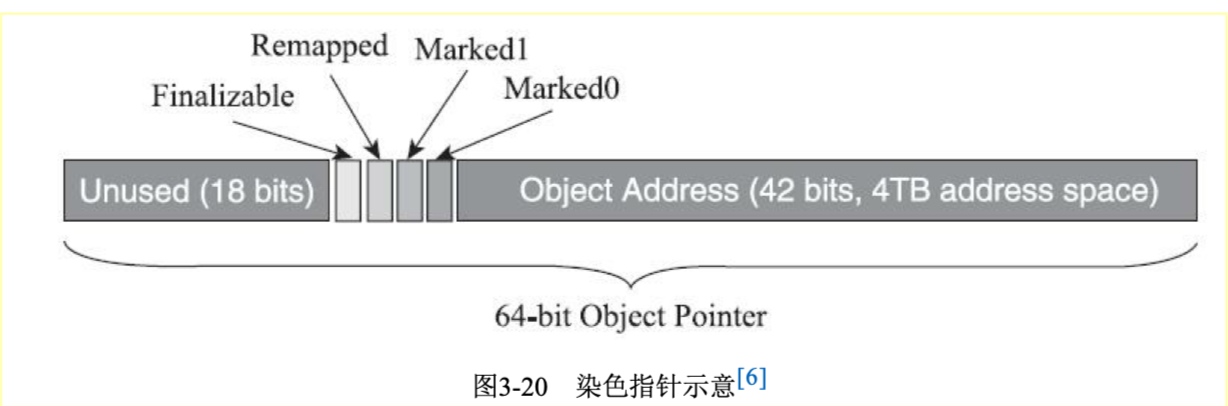 Remapped Marked1
Finalizable Marked0
Unused (18 bits) Object Address (42 bits, 4TB address space)
64-bit Object Pointer
图3-20 染色指针示意[6]